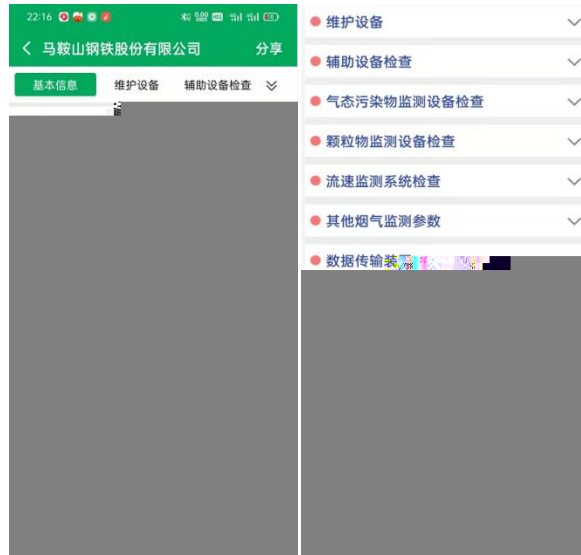 22:16
马鞍山钢铁股份有限公司
分享
基本信息 维护设备 辅助设备检查
维护设备
辅助设备检查
气态污染物监测设备检查
颗粒物监测设备检查
流速监测系统检查
其他烟气监测参数
数据传输装